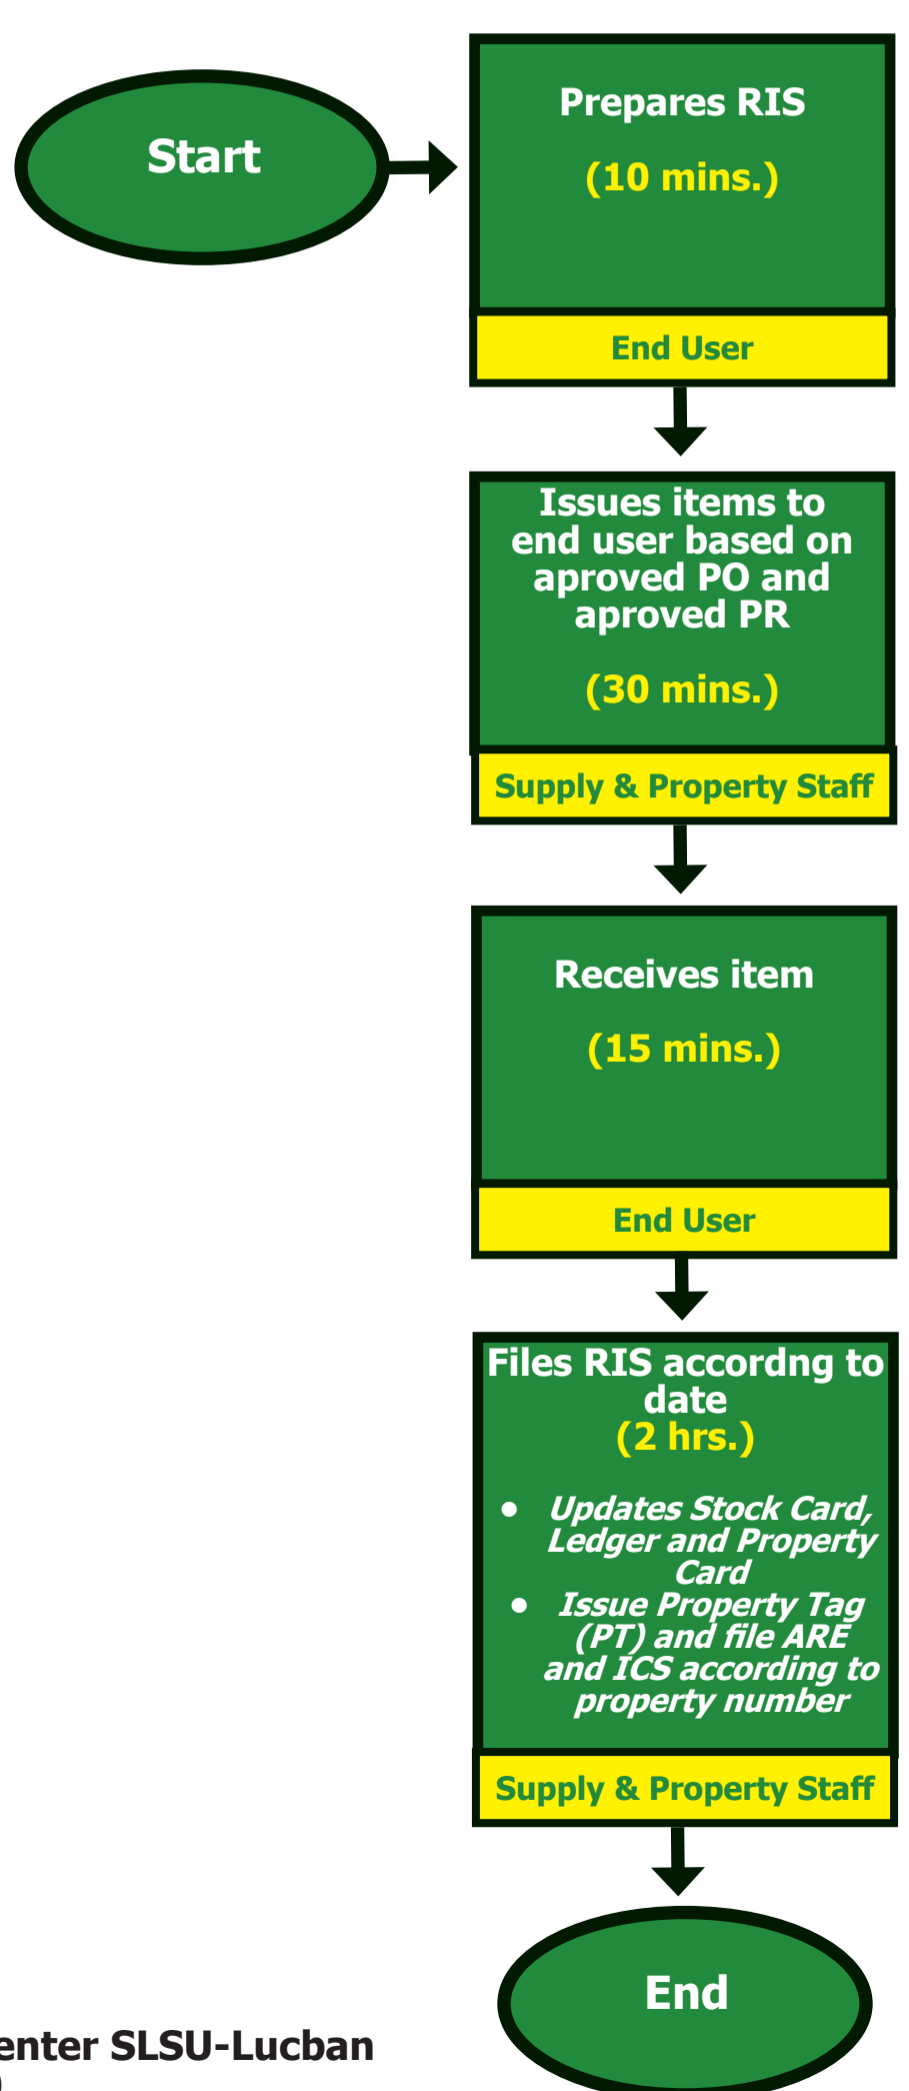 Start
Prepares RIS
(10 mins.)
End User
Issues items to
end user based on
aproved PO and
aproved PR
(30 mins.)
Supply & Property Staff
Receives item
(15 mins.)
End User
Files RIS accordng to
date
(2 hrs.)
• Updates Stock Card,
Ledger and Property
Card
• Issue Property Tag
(PT) and file ARE
and ICS according to
property number
Supply & Property Staff
End
enter SLSU-Lucban